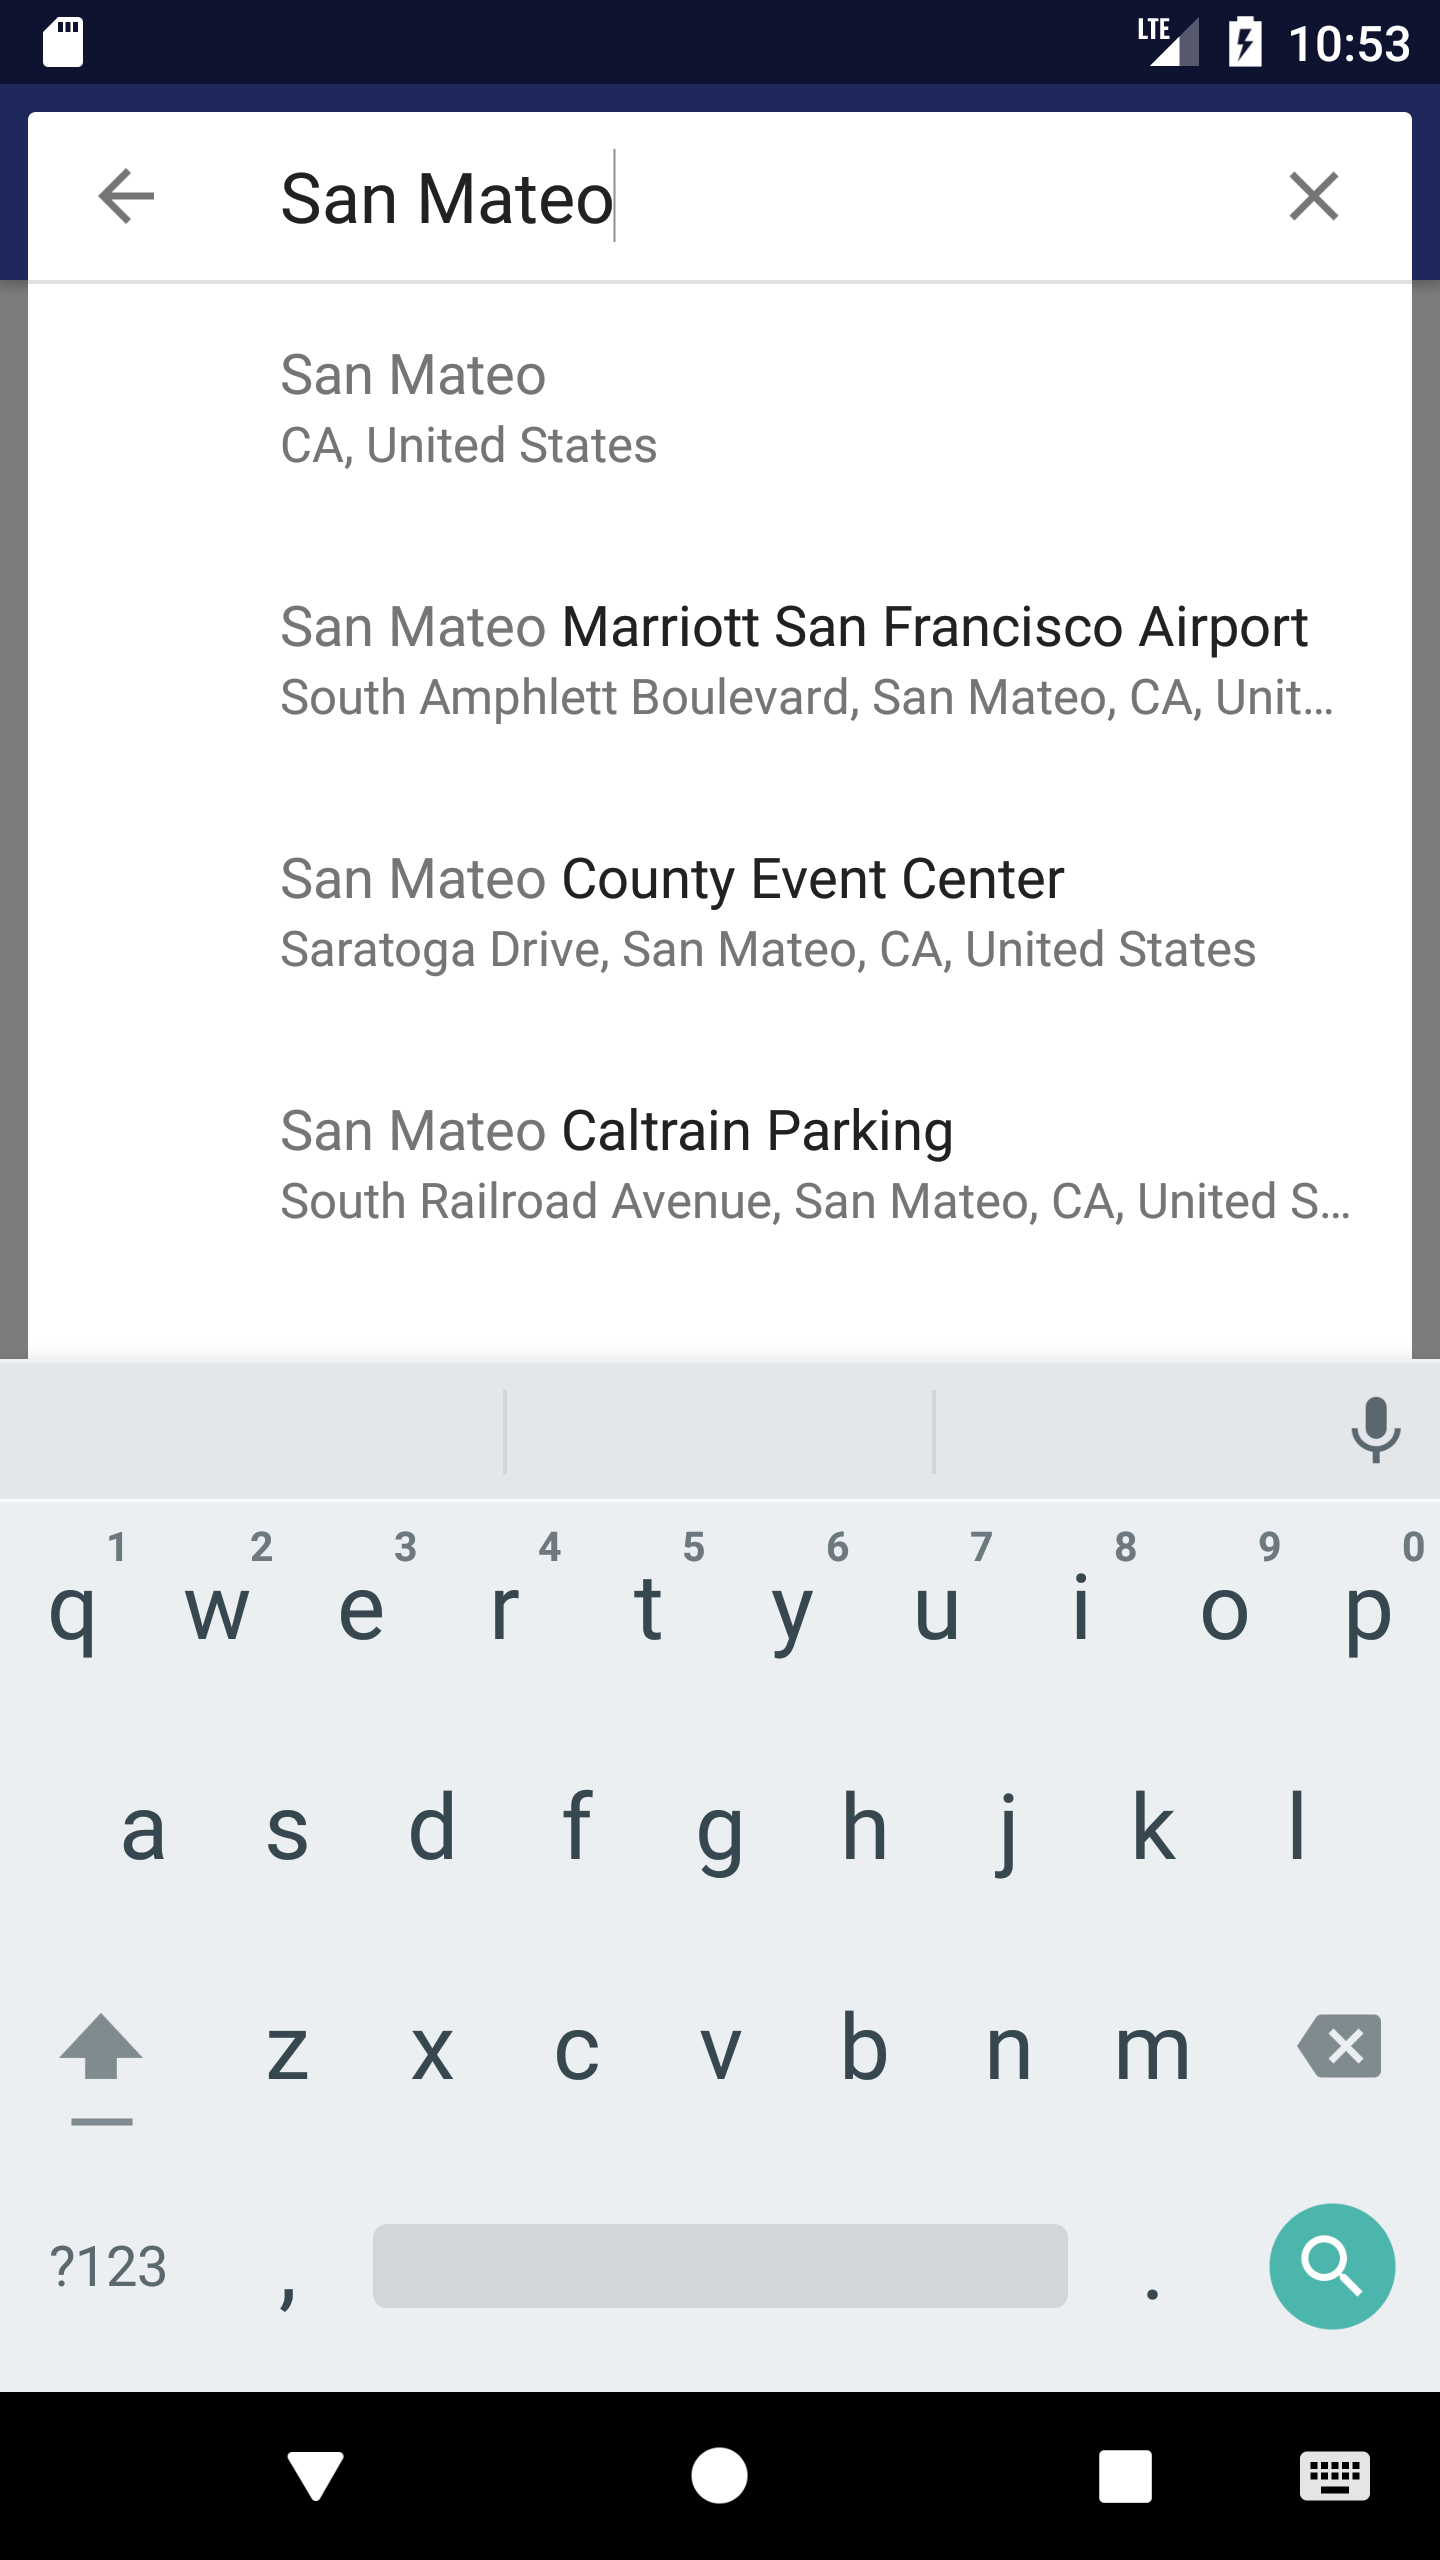 LTE 10:53
San Mateo
San Mateo
CA, United States
San Mateo Marriott San Francisco Airport
South Amphlett Boulevard, San Mateo, CA, Unit…
San Mateo County Event Center
Saratoga Drive, San Mateo, CA, United States
San Mateo Caltrain Parking
South Railroad Avenue, San Mateo, CA, United S…
1 2 3 4 5 6 7 8 9 0
q w e r t y u i o p
a s d f g h j k l
z x c v b n m
?123 , .